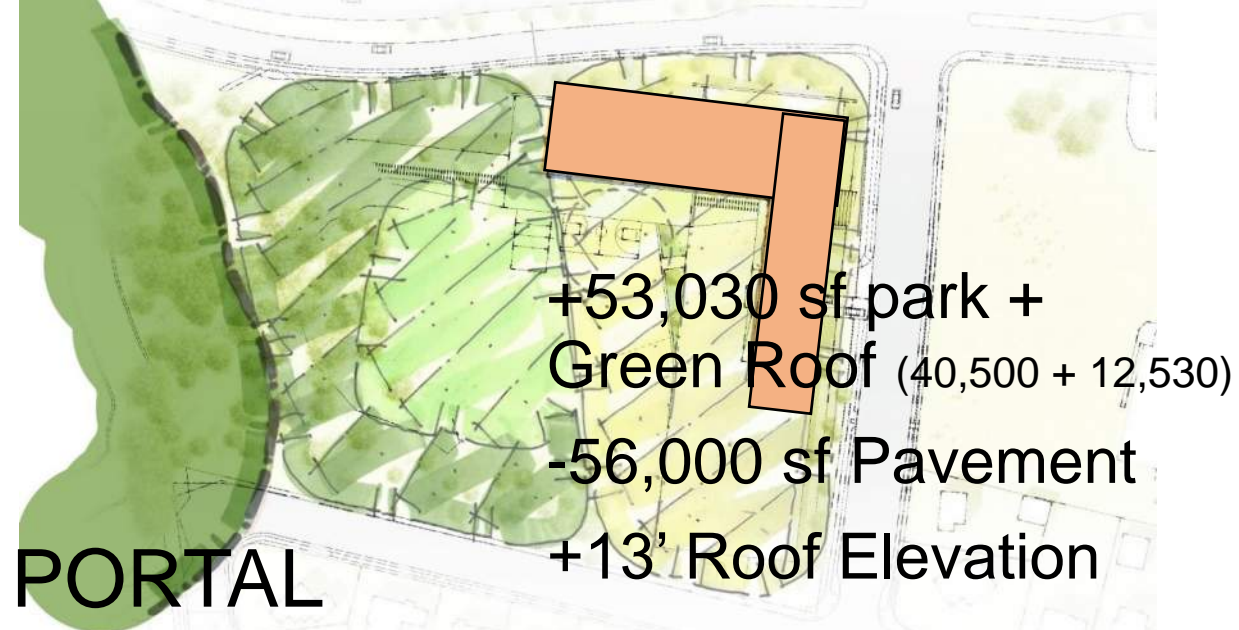 +53,030 sf park +
Green Roof (40,500 + 12,530)
-56,000 sf Pavement
+13’ Roof Elevation
PORTAL